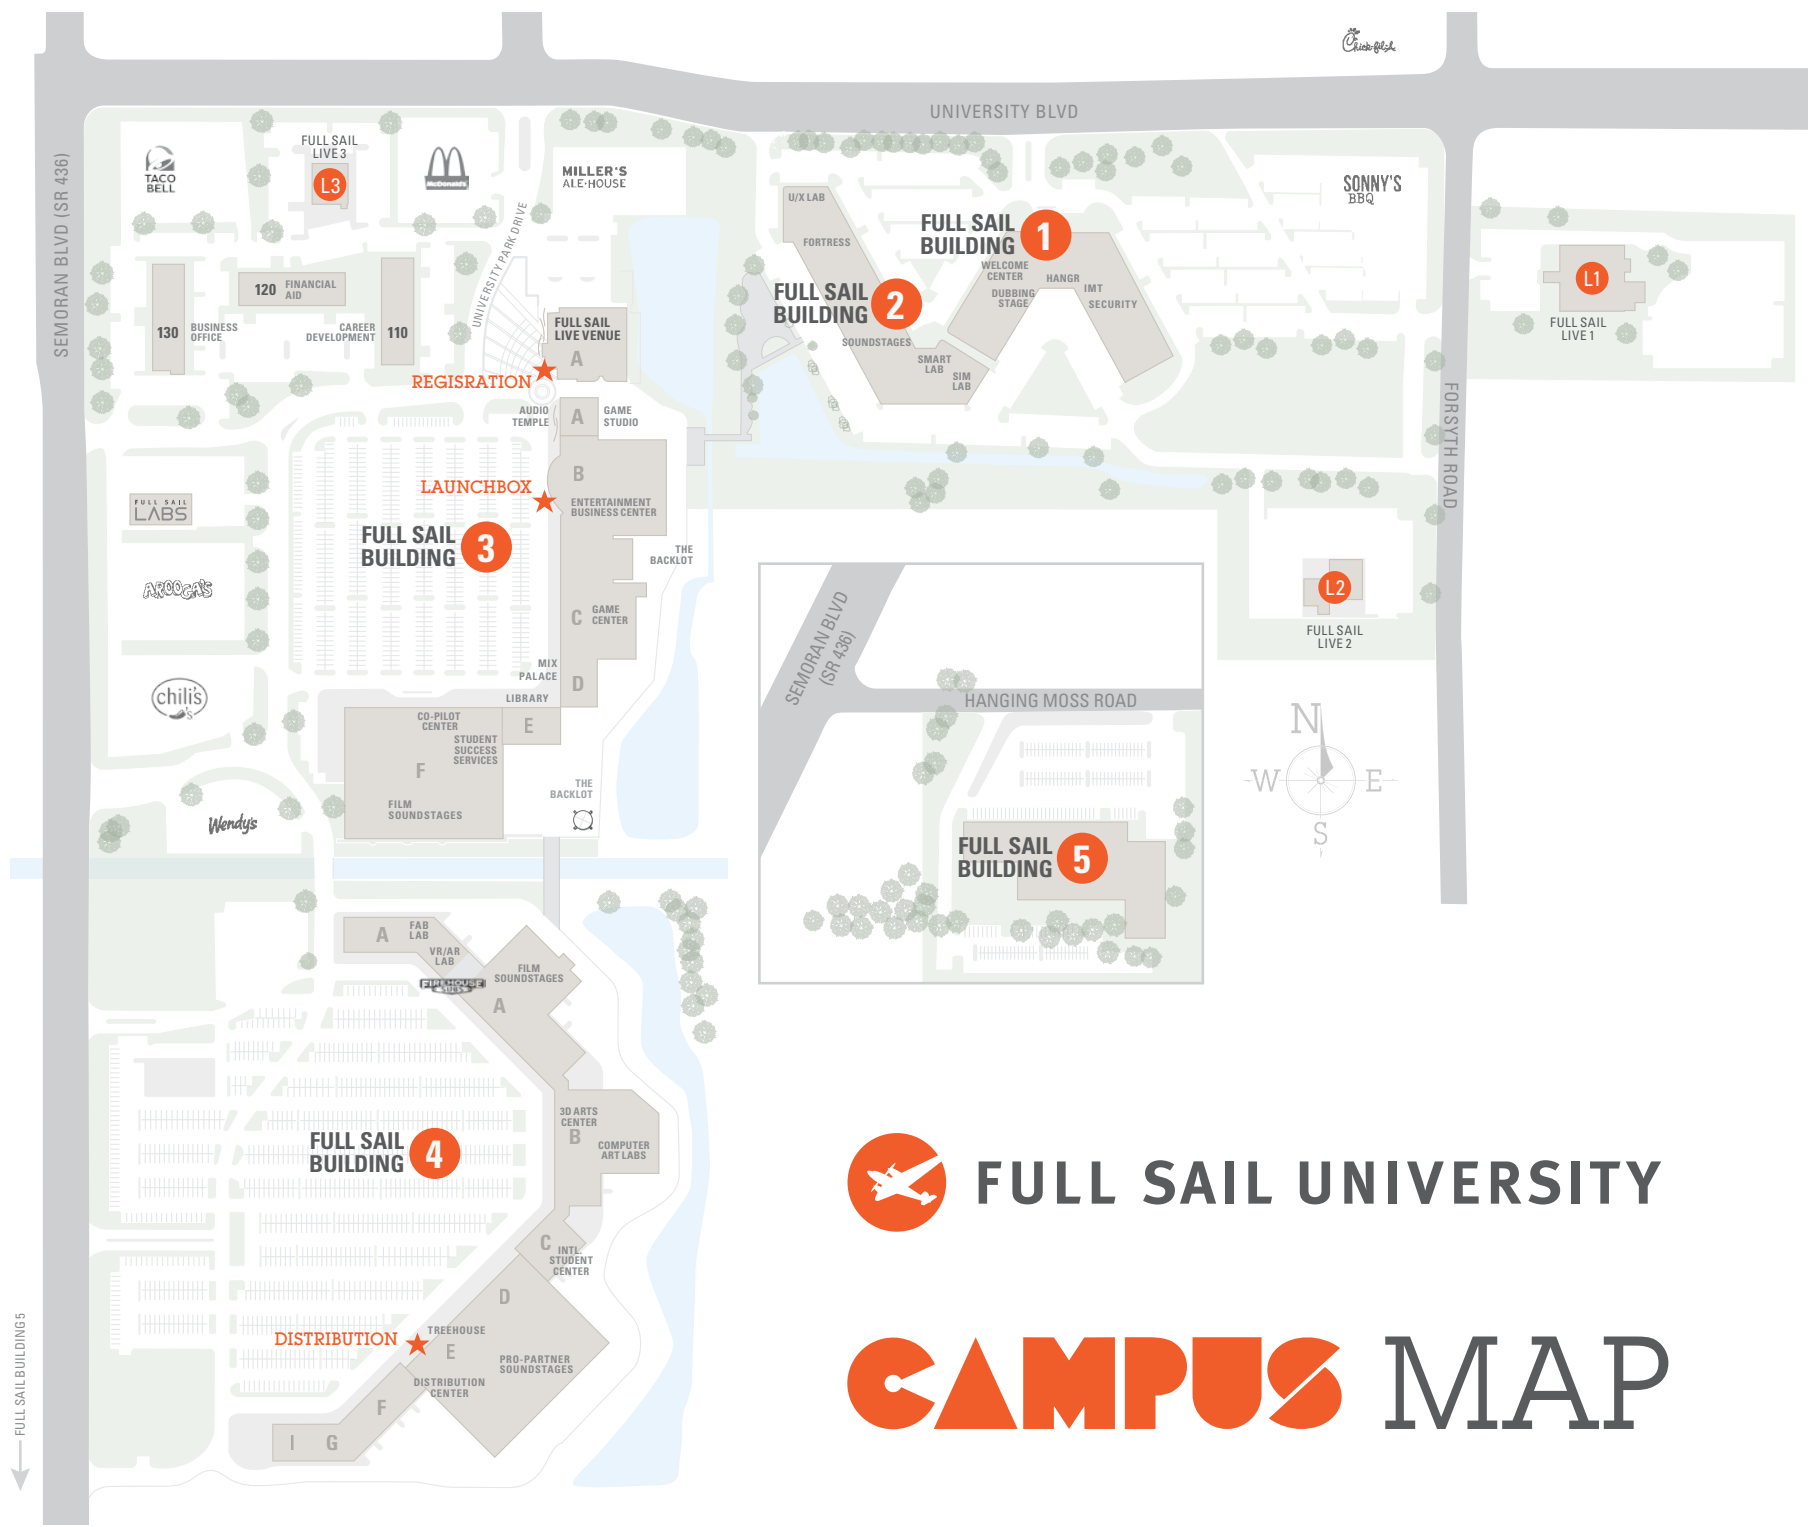 Chick-fil-A
UNIVERSITY BLVD
SEMORAN BLVD (SR 436)
TACO
BELL
FULL SAIL
LIVE 3
L3
McDonald's
MILLER'S
ALE·HOUSE
UNIVERSITY PARK DRIVE
U/X LAB
FORTRESS
FULL SAIL
BUILDING
1
WELCOME
CENTER
HANGR
DUBBING
STAGE
IMT
SECURITY
FULL SAIL
BUILDING
2
SOUNDSTAGES
SMART
LAB
SIM
LAB
SONNY'S
BBQ
L1
FULL SAIL
LIVE 1
130
BUSINESS
OFFICE
120
FINANCIAL
AID
CAREER
DEVELOPMENT
110
FULL SAIL
LIVE VENUE
A
REGISRATION
AUDIO
TEMPLE
A
GAME
STUDIO
B
LAUNCHBOX
ENTERTAINMENT
BUSINESS CENTER
FULL SAIL
BUILDING
3
THE
BACKLOT
C
GAME
CENTER
MIX
PALACE
D
LIBRARY
E
CO-PILOT
CENTER
STUDENT
SUCCESS
SERVICES
F
FILM
SOUNDSTAGES
THE
BACKLOT
FULL SAIL
LABS
AROOGA'S
chili's
Wendy's
FORSYTH ROAD
L2
FULL SAIL
LIVE 2
SEMORAN BLVD
(SR 436)
HANGING MOSS ROAD
FULL SAIL
BUILDING
5
N
W
E
S
A
FAB
LAB
VR/AR
LAB
FIREHOUSE
SUBS
FILM
SOUNDSTAGES
A
3D ARTS
CENTER
B
COMPUTER
ART LABS
FULL SAIL
BUILDING
4
C
INTL.
STUDENT
CENTER
D
DISTRIBUTION
TREEHOUSE
E
PRO-PARTNER
SOUNDSTAGES
DISTRIBUTION
CENTER
F
I
G
FULL SAIL BUILDING 5
FULL SAIL UNIVERSITY
CAMPUS MAP